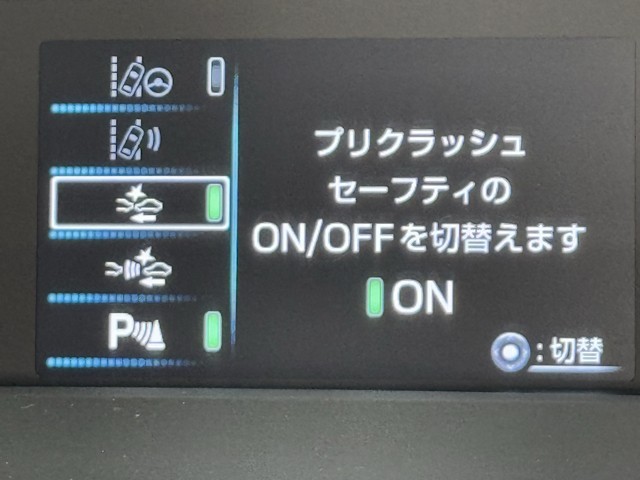 プリクラッシュ
セーフティの
ON/OFFを切替えます
ON
P
:切替